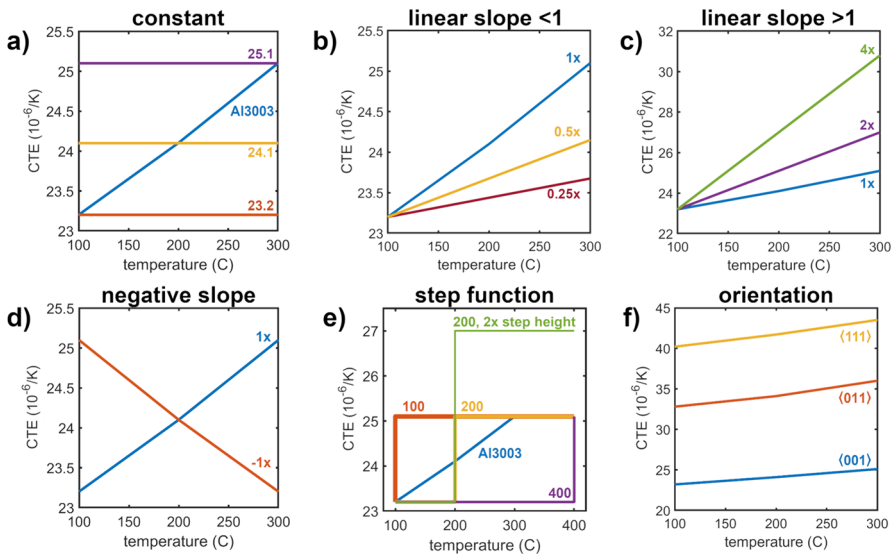 a)
constant
25.5
25
24.5
24
23.5
23
CTE (10⁻⁶/K)
25.1
Al3003
24.1
23.2
100
150
200
250
300
temperature (C)
b)
linear slope <1
25.5
25
24.5
24
23.5
23
CTE (10⁻⁶/K)
1x
0.5x
0.25x
100
150
200
250
300
temperature (C)
c)
linear slope >1
32
30
28
26
24
22
CTE (10⁻⁶/K)
4x
2x
1x
100
150
200
250
300
temperature (C)
d)
negative slope
25.5
25
24.5
24
23.5
23
CTE (10⁻⁶/K)
1x
-1x
100
150
200
250
300
temperature (C)
e)
step function
27
26
25
24
23
CTE (10⁻⁶/K)
200, 2x step height
100
200
Al3003
400
100
200
300
400
temperature (C)
f)
orientation
45
40
35
30
25
20
15
CTE (10⁻⁶/K)
⟨111⟩
⟨011⟩
⟨001⟩
100
150
200
250
300
temperature (C)